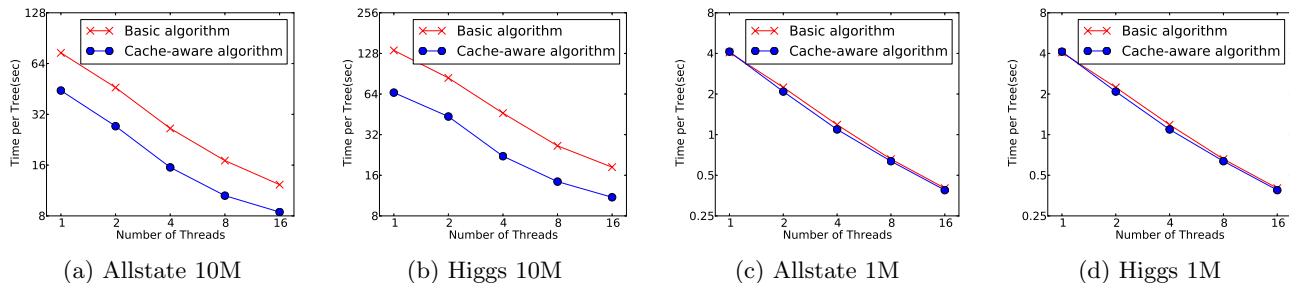 128
64
32
16
8
Time per Tree(sec)
Basic algorithm
Cache-aware algorithm
1 2 4 8 16
Number of Threads
(a) Allstate 10M
256
128
64
32
16
8
Time per Tree(sec)
Basic algorithm
Cache-aware algorithm
1 2 4 8 16
Number of Threads
(b) Higgs 10M
8
4
2
1
0.5
0.25
Time per Tree(sec)
Basic algorithm
Cache-aware algorithm
1 2 4 8 16
Number of Threads
(c) Allstate 1M
8
4
2
1
0.5
0.25
Time per Tree(sec)
Basic algorithm
Cache-aware algorithm
1 2 4 8 16
Number of Threads
(d) Higgs 1M